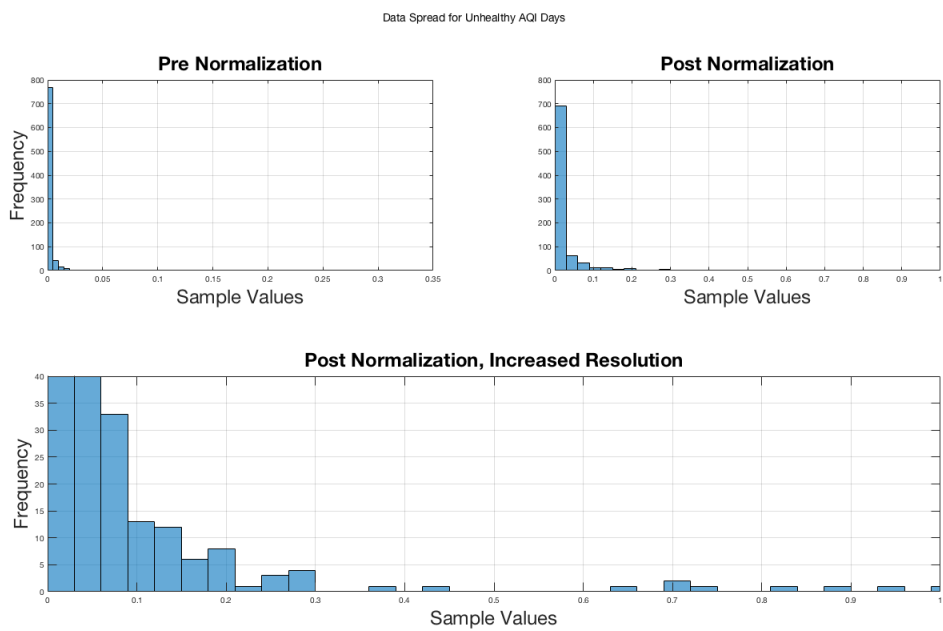 Data Spread for Unhealthy AQI Days
Pre Normalization
800
700
600
500
400
300
200
100
0
Frequency
0 0.05 0.1 0.15 0.2 0.25 0.3 0.35
Sample Values
Post Normalization
800
700
600
500
400
300
200
100
0
0 0.1 0.2 0.3 0.4 0.5 0.6 0.7 0.8 0.9 1
Sample Values
Post Normalization, Increased Resolution
40
35
30
25
20
15
10
5
0
Frequency
0 0.1 0.2 0.3 0.4 0.5 0.6 0.7 0.8 0.9 1
Sample Values